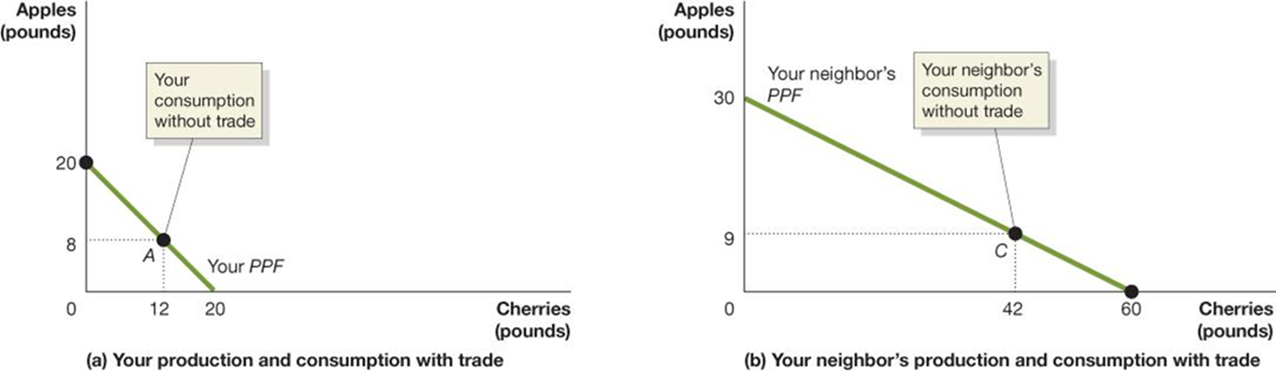 Apples
(pounds)
Your
consumption
without trade
20
8
A
Your PPF
0
12
20
Cherries
(pounds)
(a) Your production and consumption with trade
Apples
(pounds)
Your neighbor's
PPF
Your neighbor's
consumption
without trade
30
9
C
0
42
60
Cherries
(pounds)
(b) Your neighbor's production and consumption with trade